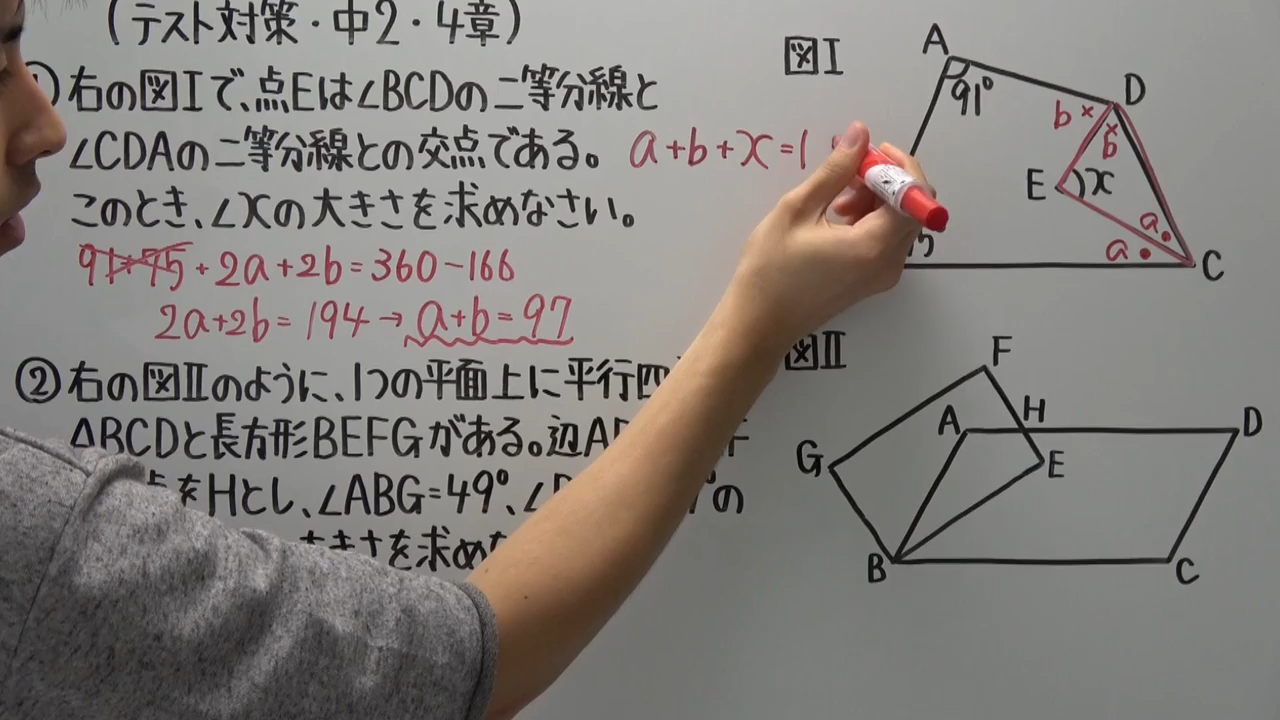 (テスト対策・中2・4章)
① 右の図Iで、点Eは∠BCDの二等分線と
∠CDAの二等分線との交点である。
a+b+x=1
このとき、∠xの大きさを求めなさい。
91+75+2a+2b=360-166
2a+2b=194→a+b=97
② 右の図IIのように、1つの平面上に平行四
ABCDと長方形BEFGがある。辺A
点をHとし、∠ABG=49°、∠ の
大きさを求め
図I
A
91°
D
b
b
E
x
a
a
C
図II
F
A
H
D
G
E
B
C